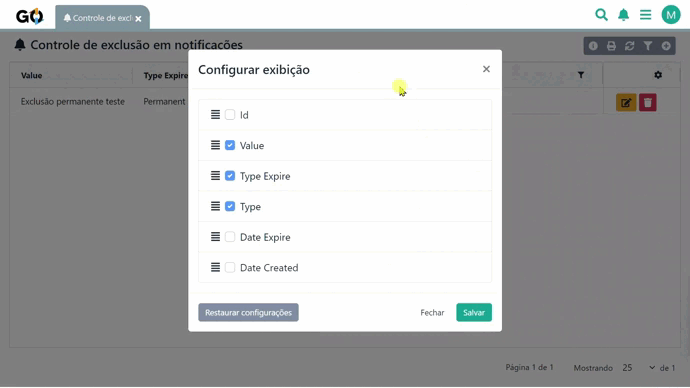 GO
Controle de excl
M
Controle de exclusão em notificações
Value
Type Expire
Exclusão permanente teste
Permanent
Configurar exibição
Id
Value
Type Expire
Type
Date Expire
Date Created
Restaurar configurações
Fechar
Salvar
Página 1 de 1
Mostrando
25
de 1